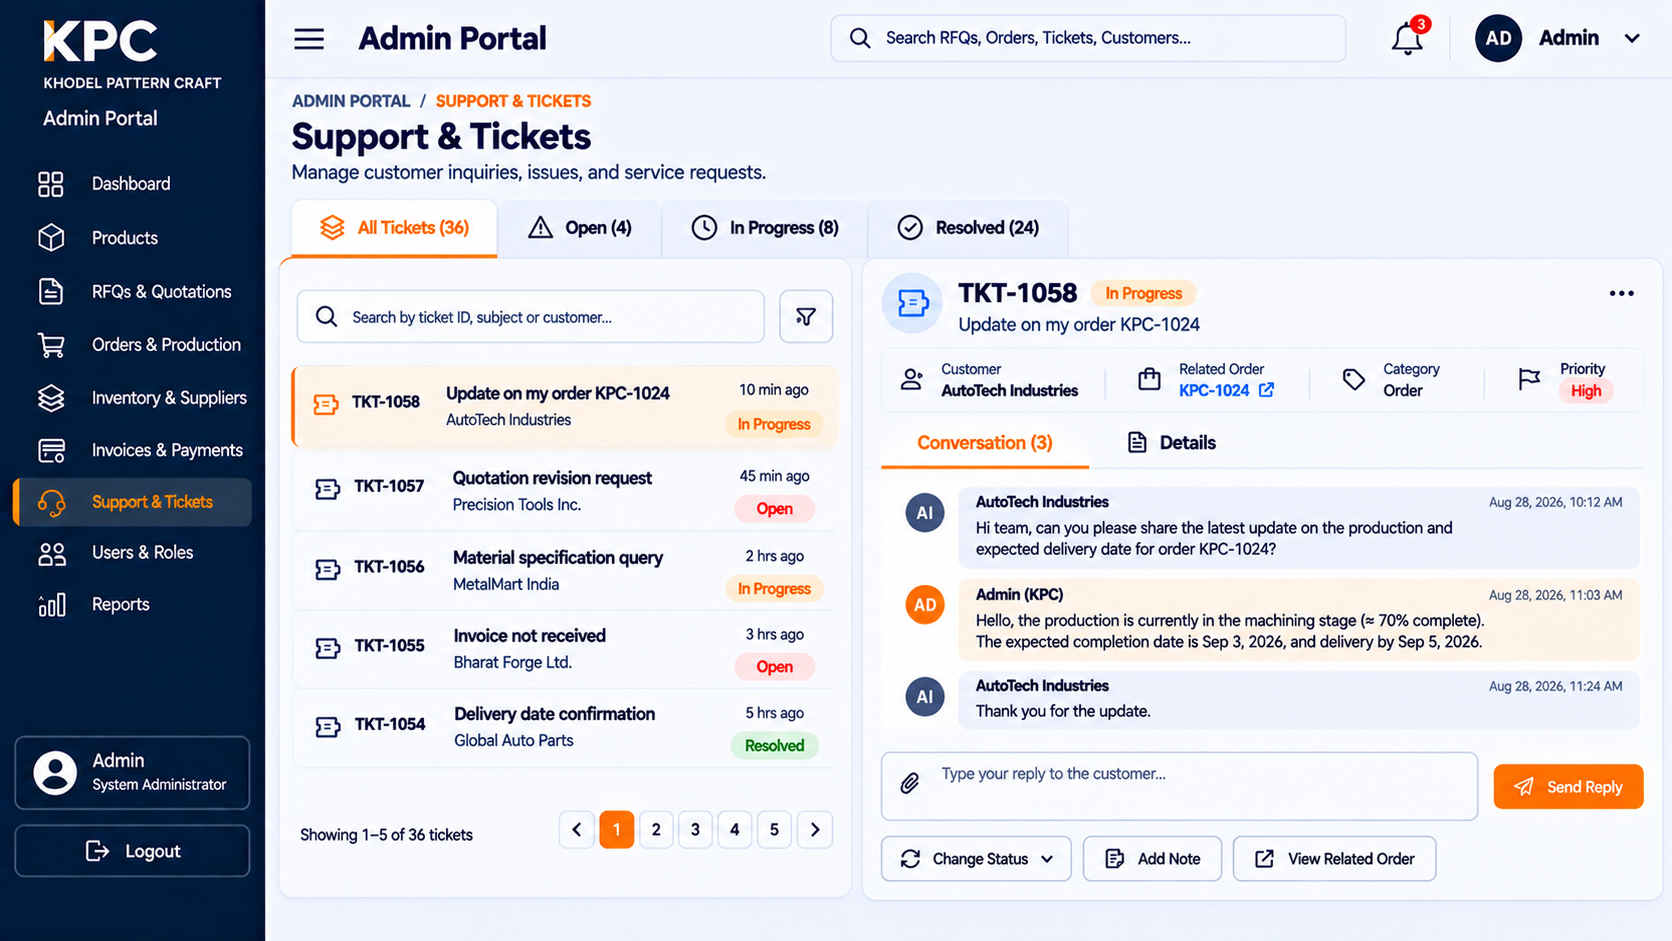 KPC
KHODEL PATTERN CRAFT
Admin Portal
Dashboard
Products
RFQs & Quotations
Orders & Production
Inventory & Suppliers
Invoices & Payments
Support & Tickets
Users & Roles
Reports
Admin
System Administrator
Logout
Admin Portal
Search RFQs, Orders, Tickets, Customers...
3
AD
Admin
ADMIN PORTAL / SUPPORT & TICKETS
Support & Tickets
Manage customer inquiries, issues, and service requests.
All Tickets (36)
Open (4)
In Progress (8)
Resolved (24)
Search by ticket ID, subject or customer...
TKT-1058
Update on my order KPC-1024
AutoTech Industries
10 min ago
In Progress
TKT-1057
Quotation revision request
Precision Tools Inc.
45 min ago
Open
TKT-1056
Material specification query
MetalMart India
2 hrs ago
In Progress
TKT-1055
Invoice not received
Bharat Forge Ltd.
3 hrs ago
Open
TKT-1054
Delivery date confirmation
Global Auto Parts
5 hrs ago
Resolved
Showing 1–5 of 36 tickets
1 2 3 4 5
TKT-1058
In Progress
Update on my order KPC-1024
Customer
AutoTech Industries
Related Order
KPC-1024
Category
Order
Priority
High
Conversation (3)
Details
AI
AutoTech Industries
Aug 28, 2026, 10:12 AM
Hi team, can you please share the latest update on the production and
expected delivery date for order KPC-1024?
AD
Admin (KPC)
Aug 28, 2026, 11:03 AM
Hello, the production is currently in the machining stage (≈ 70% complete).
The expected completion date is Sep 3, 2026, and delivery by Sep 5, 2026.
AI
AutoTech Industries
Aug 28, 2026, 11:24 AM
Thank you for the update.
Type your reply to the customer...
Send Reply
Change Status
Add Note
View Related Order